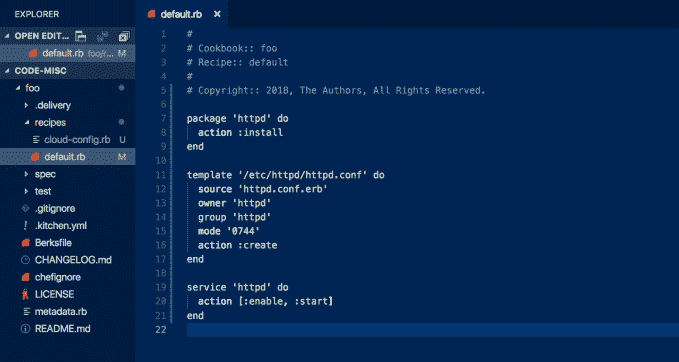 EXPLORER
OPEN EDIT...
default.rb foo/r... M
CODE-MISC
foo
.delivery
recipes
cloud-config.rb U
default.rb M
spec
test
.gitignore
.kitchen.yml
Berksfile
CHANGELOG.md
chefignore
LICENSE
metadata.rb
README.md
default.rb
1 #
2 # Cookbook:: foo
3 # Recipe:: default
4 #
5 # Copyright:: 2018, The Authors, All Rights Reserved.
6
7 package 'httpd' do
8 action :install
9 end
10
11 template '/etc/httpd/httpd.conf' do
12 source 'httpd.conf.erb'
13 owner 'httpd'
14 group 'httpd'
15 mode '0744'
16 action :create
17 end
18
19 service 'httpd' do
20 action [:enable, :start]
21 end
22